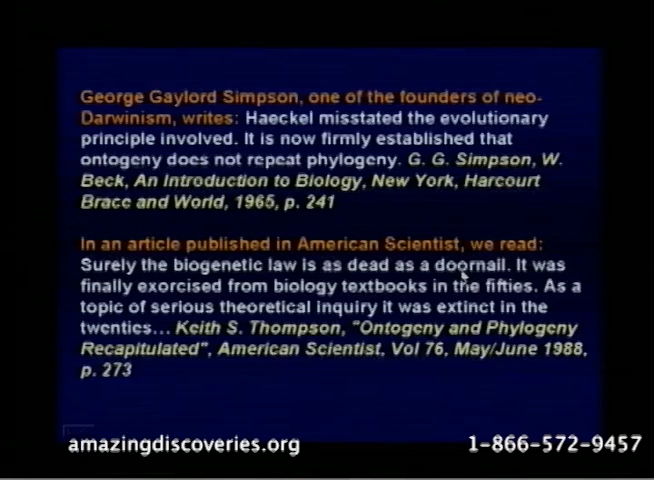 George Gaylord Simpson, one of the founders of neo-
Darwinism, writes: Haeckel misstated the evolutionary
principle involved. It is now firmly established that
ontogeny does not repeat phylogeny. G. G. Simpson, W.
Beck, An Introduction to Biology, New York, Harcourt
Brace and World, 1965, p. 241
In an article published in American Scientist, we read:
Surely the biogenetic law is as dead as a doornail. It was
finally exorcised from biology textbooks in the fifties. As a
topic of serious theoretical inquiry it was extinct in the
twenties... Keith S. Thompson, "Ontogeny and Phylogeny
Recapitulated", American Scientist, Vol 76, May/June 1988,
p. 273
amazingdiscoveries.org 1-866-572-9457